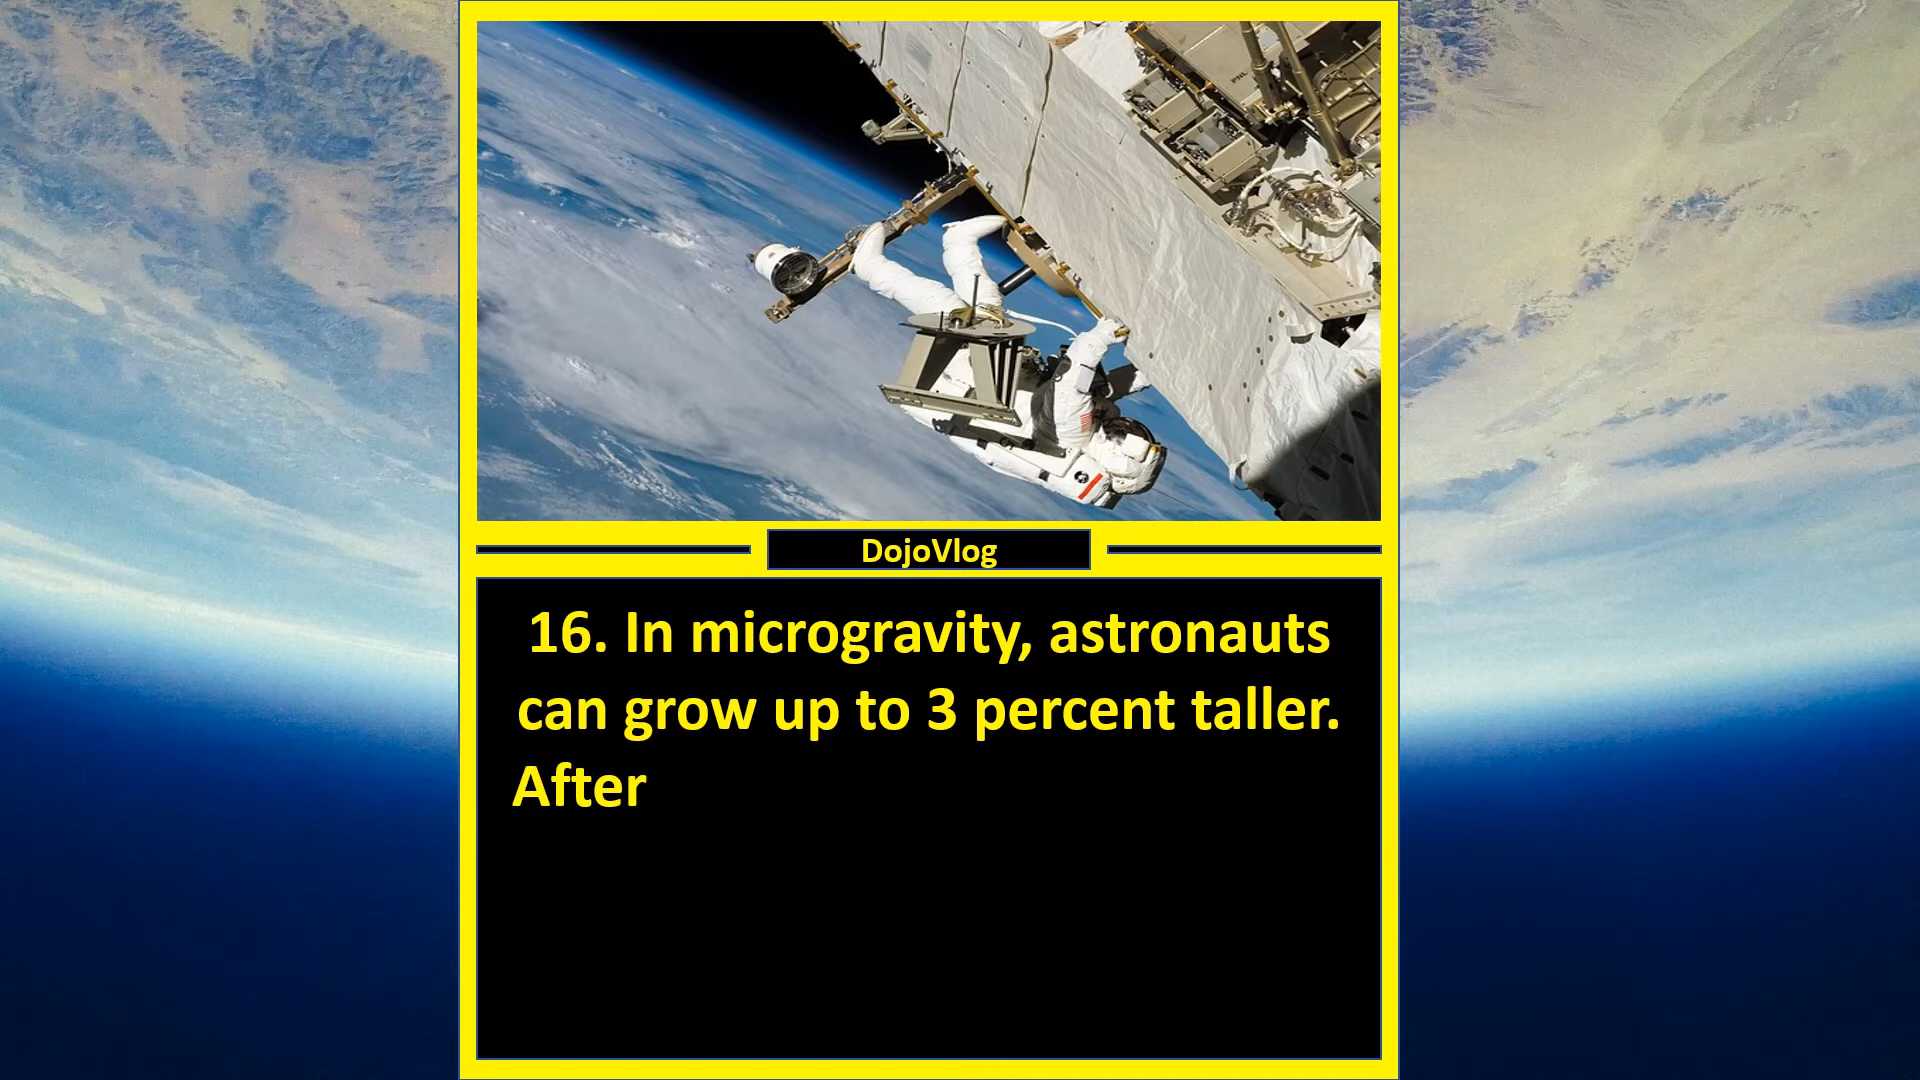 DojoVlog
16. In microgravity, astronauts
can grow up to 3 percent taller.
After